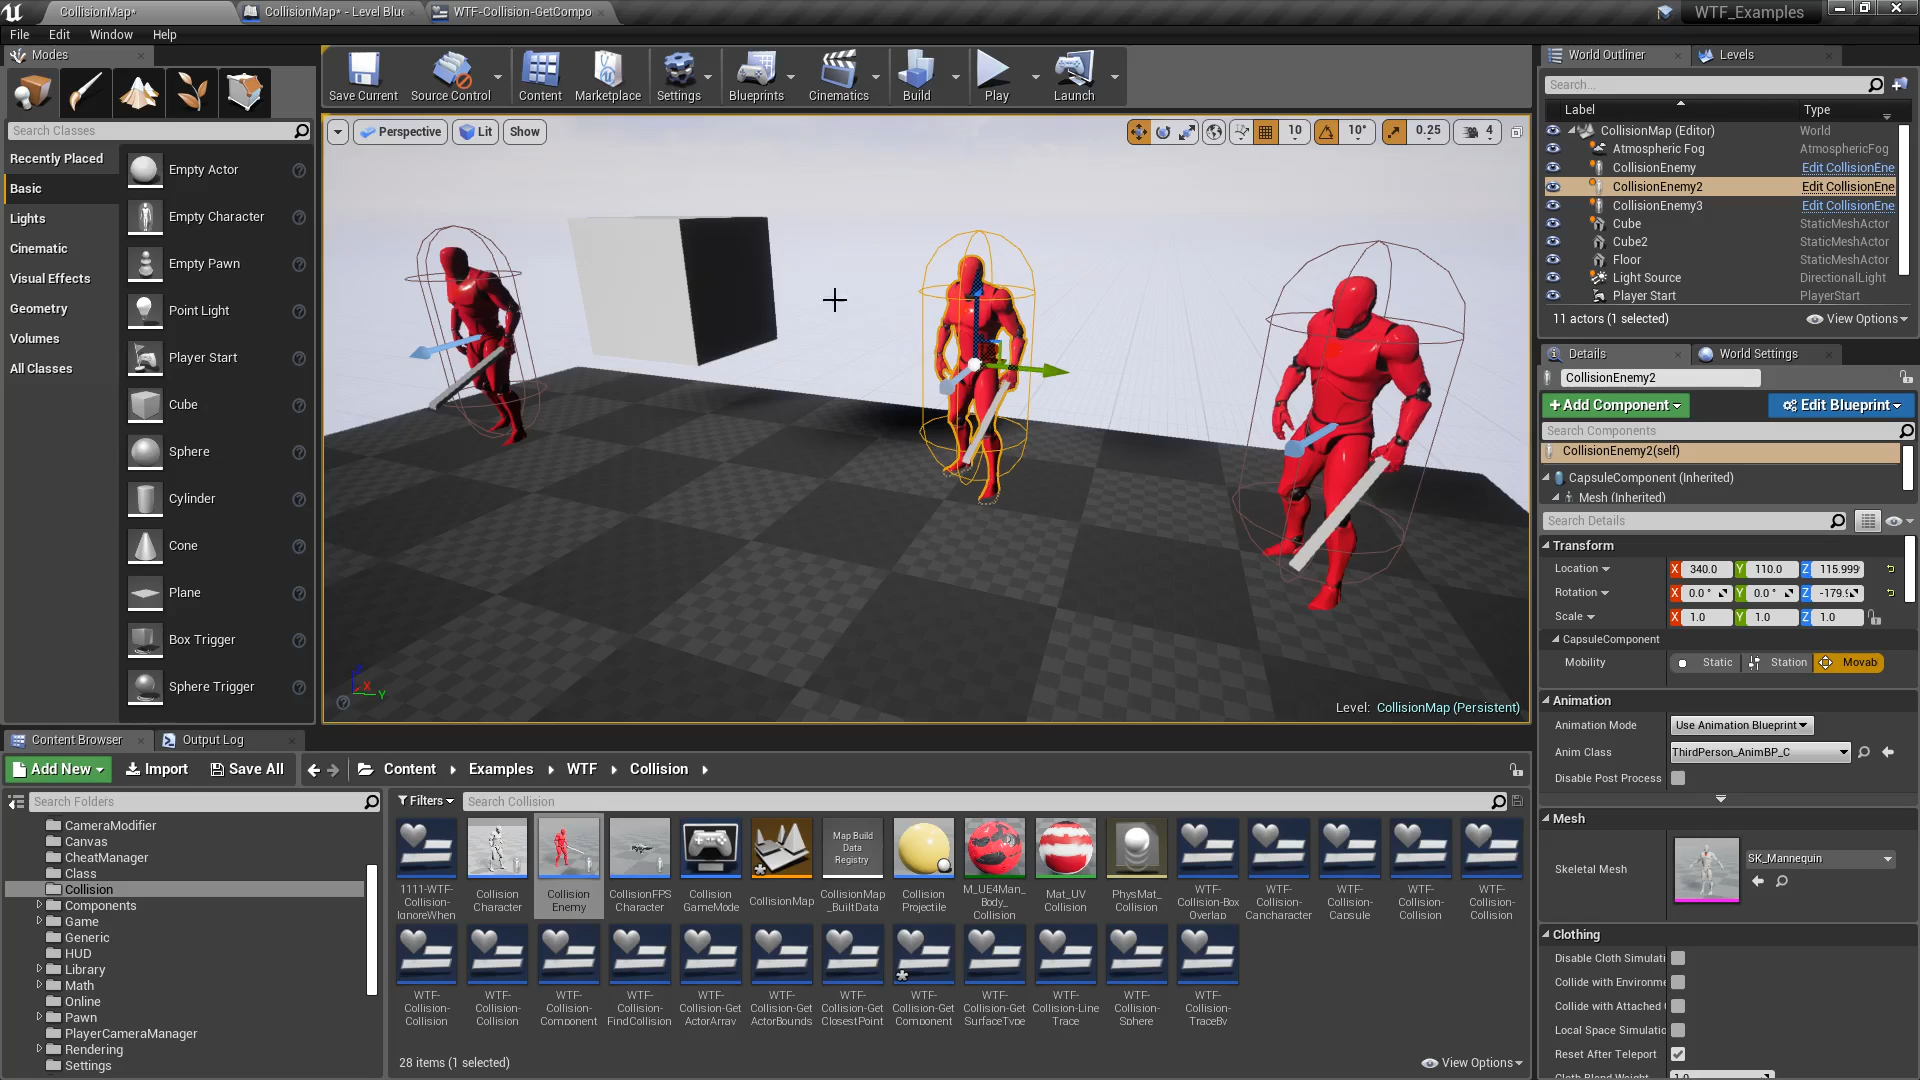 CollisionMap*
CollisionMap* - Level Blue
WTF-Collision-GetCompo
WTF_Examples
File Edit Window Help
Modes
Search Classes
Recently Placed
Basic
Lights
Cinematic
Visual Effects
Geometry
Volumes
All Classes
Empty Actor
Empty Character
Empty Pawn
Point Light
Player Start
Cube
Sphere
Cylinder
Cone
Plane
Box Trigger
Sphere Trigger
Save Current
Source Control
Content
Marketplace
Settings
Blueprints
Cinematics
Build
Play
Launch
Perspective
Lit
Show
10
10°
0.25
4
X
Y
Level: CollisionMap (Persistent)
World Outliner
Levels
Search...
Label Type
CollisionMap (Editor) World
Atmospheric Fog AtmosphericFog
CollisionEnemy Edit CollisionEne
CollisionEnemy2 Edit CollisionEne
CollisionEnemy3 Edit CollisionEne
Cube StaticMeshActor
Cube2 StaticMeshActor
Floor StaticMeshActor
Light Source DirectionalLight
Player Start PlayerStart
11 actors (1 selected)
View Options
Details
World Settings
CollisionEnemy2
+Add Component
Edit Blueprint
Search Components
CollisionEnemy2(self)
CapsuleComponent (Inherited)
Mesh (Inherited)
Search Details
Transform
Location X 340.0 Y 110.0 Z 115.999
Rotation X 0.0 ° Y 0.0 ° Z -179.9
Scale X 1.0 Y 1.0 Z 1.0
CapsuleComponent
Mobility Static Station Movab
Animation
Animation Mode Use Animation Blueprint
Anim Class ThirdPerson_AnimBP_C
Disable Post Process
Mesh
Skeletal Mesh SK_Mannequin
Clothing
Disable Cloth Simulati
Collide with Environme
Collide with Attached
Local Space Simulatio
Reset After Teleport
Cloth Blend Weight 1.0
Content Browser
Output Log
Add New
Import
Save All
Content Examples WTF Collision
Search Folders
CameraModifier
Canvas
CheatManager
Class
Collision
Components
Game
Generic
HUD
Library
Math
Online
Pawn
PlayerCameraManager
Rendering
Settings
Filters
Search Collision
Map Build
Data
Registry
1111-WTF-
Collision-
IgnoreWhen
Collision
Character
Collision
Enemy
CollisionFPS
Character
Collision
GameMode
CollisionMap
CollisionMap
_BuiltData
Collision
Projectile
M_UE4Man_
Body_
Collision
Mat_UV
Collision
PhysMat_
Collision
WTF-
Collision-Box
Overlap
WTF-
Collision-
Cancharacter
WTF-
Collision-
Capsule
WTF-
Collision-
Collision
WTF-
Collision-
Collision
WTF-
Collision-
Collision
WTF-
Collision-
Collision
WTF-
Collision-
Component
WTF-
Collision-
FindCollision
WTF-
Collision-Get
ActorArray
WTF-
Collision-Get
ActorBounds
WTF-
Collision-Get
ClosestPoint
WTF-
Collision-Get
Component
WTF-
Collision-Get
SurfaceType
WTF-
Collision-Line
Trace
WTF-
Collision-
Sphere
WTF-
Collision-
TraceBy
28 items (1 selected)
View Options